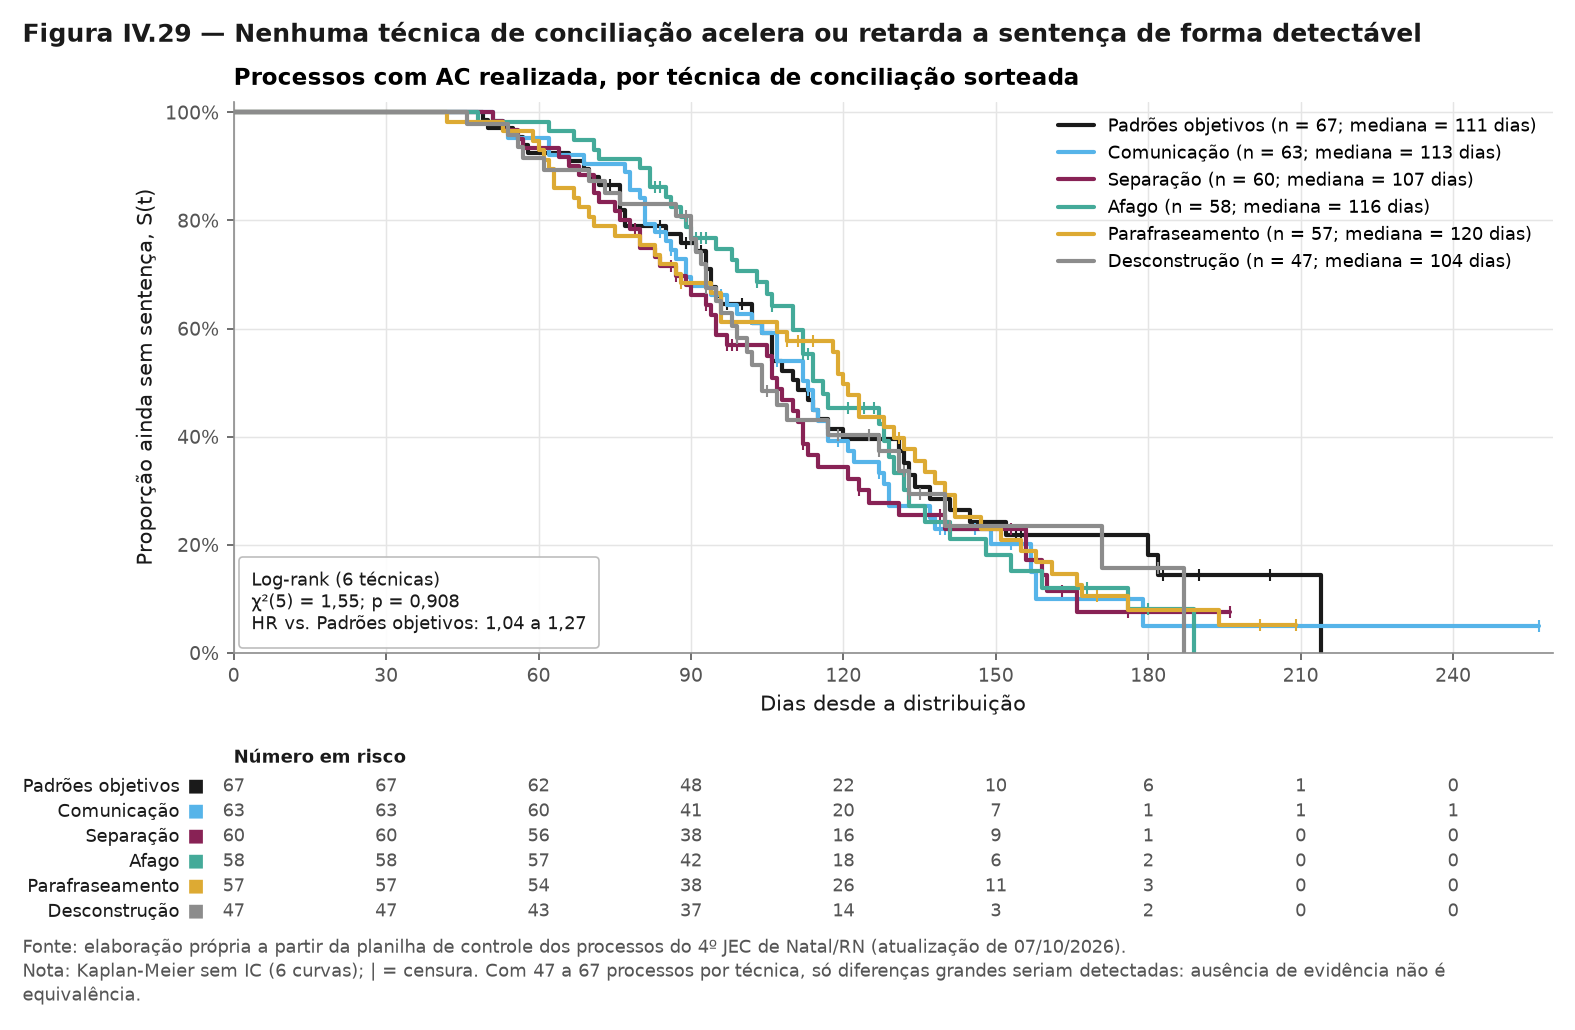 Figura IV.29 — Nenhuma técnica de conciliação acelera ou retarda a sentença de forma detectável
Processos com AC realizada, por técnica de conciliação sorteada
Proporção ainda sem sentença, S(t)
100%
80%
60%
40%
20%
0%
Padrões objetivos (n = 67; mediana = 111 dias)
Comunicação (n = 63; mediana = 113 dias)
Separação (n = 60; mediana = 107 dias)
Afago (n = 58; mediana = 116 dias)
Parafraseamento (n = 57; mediana = 120 dias)
Desconstrução (n = 47; mediana = 104 dias)
Log-rank (6 técnicas)
χ²(5) = 1,55; p = 0,908
HR vs. Padrões objetivos: 1,04 a 1,27
0 30 60 90 120 150 180 210 240
Dias desde a distribuição
Número em risco
Padrões objetivos 67 67 62 48 22 10 6 1 0
Comunicação 63 63 60 41 20 7 1 1 1
Separação 60 60 56 38 16 9 1 0 0
Afago 58 58 57 42 18 6 2 0 0
Parafraseamento 57 57 54 38 26 11 3 0 0
Desconstrução 47 47 43 37 14 3 2 0 0
Fonte: elaboração própria a partir da planilha de controle dos processos do 4º JEC de Natal/RN (atualização de 07/10/2026).
Nota: Kaplan-Meier sem IC (6 curvas); | = censura. Com 47 a 67 processos por técnica, só diferenças grandes seriam detectadas: ausência de evidência não é
equivalência.